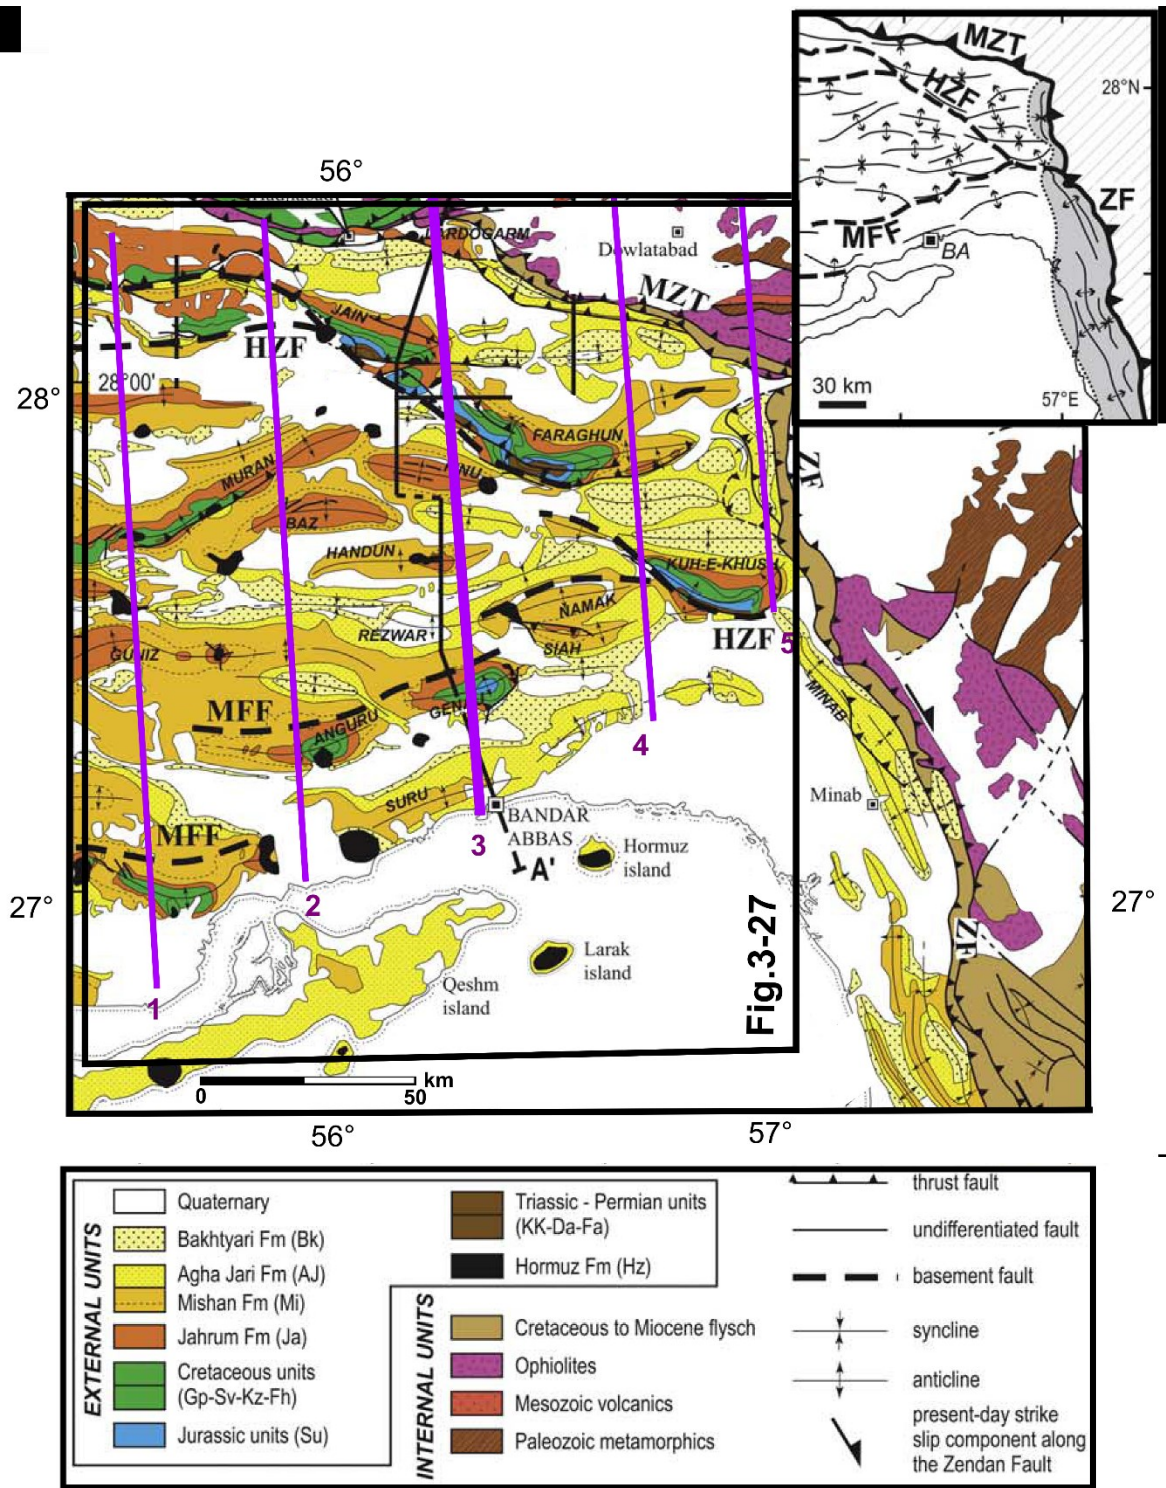 MZT
HZF
28°N
ZF
MFF
BA
30 km
57°E
56°
ARDOGARM
Dowlatabad
MZT
JAIN
HZF
28°
28°00'
FARAGHUN
MURAN
ZF
BAZ
HANDUN
KUH-E-KHUSH
NAMAK
REZWAR
HZF
5
SIAH
GUNIZ
MINAB
MFF
GEN
ANGURU
4
SURU
Minab
BANDAR
ABBAS
MFF
3
Hormuz
island
A'
27°
2
27°
ZF
Larak
island
Qeshm
island
Fig.3-27
1
km
0
50
56°
57°
EXTERNAL UNITS
Quaternary
Bakhtyari Fm (Bk)
Agha Jari Fm (AJ)
Mishan Fm (Mi)
Jahrum Fm (Ja)
Cretaceous units
(Gp-Sv-Kz-Fh)
Jurassic units (Su)
Triassic - Permian units
(KK-Da-Fa)
Hormuz Fm (Hz)
INTERNAL UNITS
Cretaceous to Miocene flysch
Ophiolites
Mesozoic volcanics
Paleozoic metamorphics
thrust fault
undifferentiated fault
basement fault
syncline
anticline
present-day strike
slip component along
the Zendan Fault